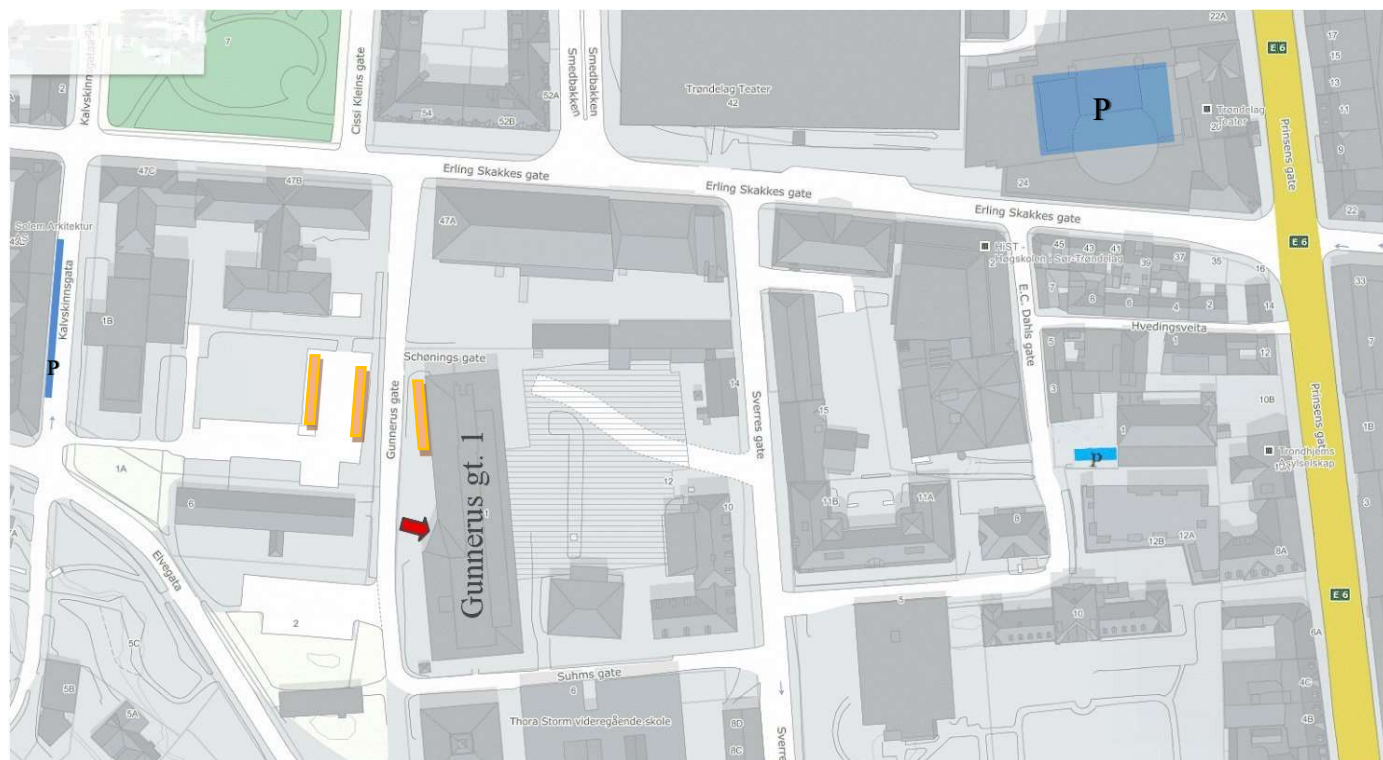 22A
17
15
13
11
9
22
E 6
Kalvskinnsgata
2
7
Cissi Kleins gate
54
52A
52B
Smedbakken
Smedbakken
Trøndelag Teater
42
P
Trøndelag
Teater
20
24
Prinsens gate
Erling Skakkes gate
Erling Skakkes gate
Erling Skakkes gate
E 6
47C
47B
47A
Solem Arkitektur
Kalvskinnsgata
P
1B
HIST -
Høgskolen i Sør-Trøndelag
2
45
43
41
39
37
35
16
7
8
6
4
2
14
33
Hvedingsveita
E.C. Dahls gate
Schønings gate
Gunnerus gate
Gunnerus gt. 1
Sverres gate
14
15
5
3
1
12
7
10B
1
p
Trondhjems
Prinsens gate
1B
3
1A
6
12
10
11B
11A
8
12B
12A
8A
E 6
Elvegata
2
5
10
6A
5C
5B
5A
Suhms gate
6
Thora Storm videregående skole
8D
8C
Sverre
4C
4B